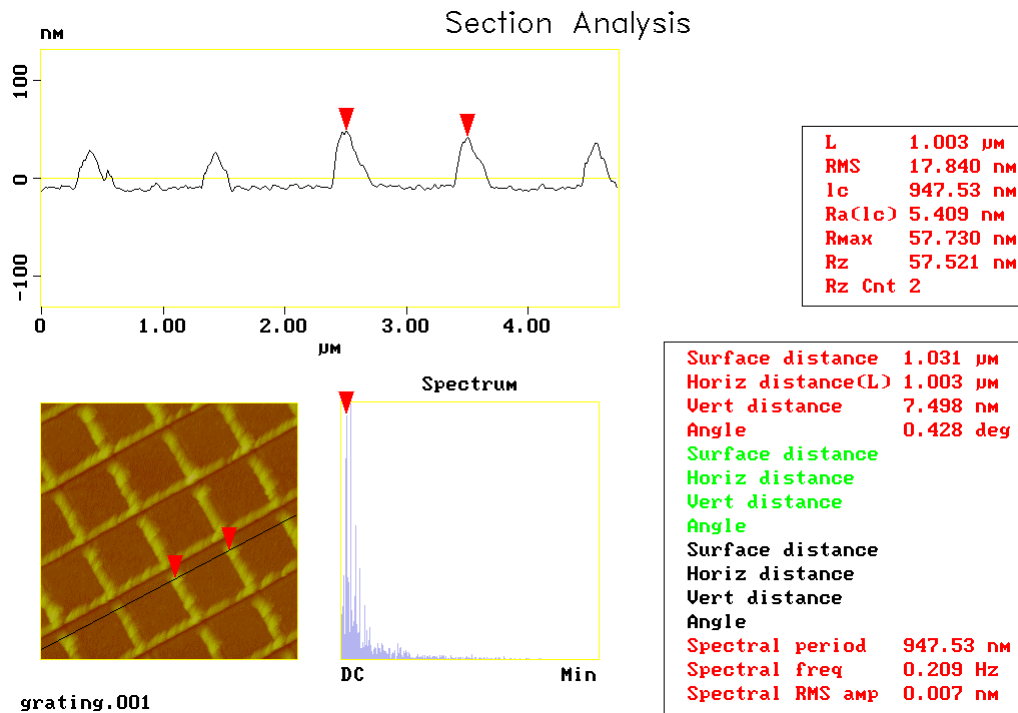 Section Analysis
nM
100
0
-100
0 1.00 2.00 3.00 4.00
µM
L 1.003 µM
RMS 17.840 nM
lc 947.53 nM
Ra(lc) 5.409 nM
RMax 57.730 nM
Rz 57.521 nM
Rz Cnt 2
Spectrum
DC Min
Surface distance 1.031 µM
Horiz distance(L) 1.003 µM
Vert distance 7.498 nM
Angle 0.428 deg
Surface distance
Horiz distance
Vert distance
Angle
Surface distance
Horiz distance
Vert distance
Angle
Spectral period 947.53 nM
Spectral freq 0.209 Hz
Spectral RMS amp 0.007 nM
grating.001